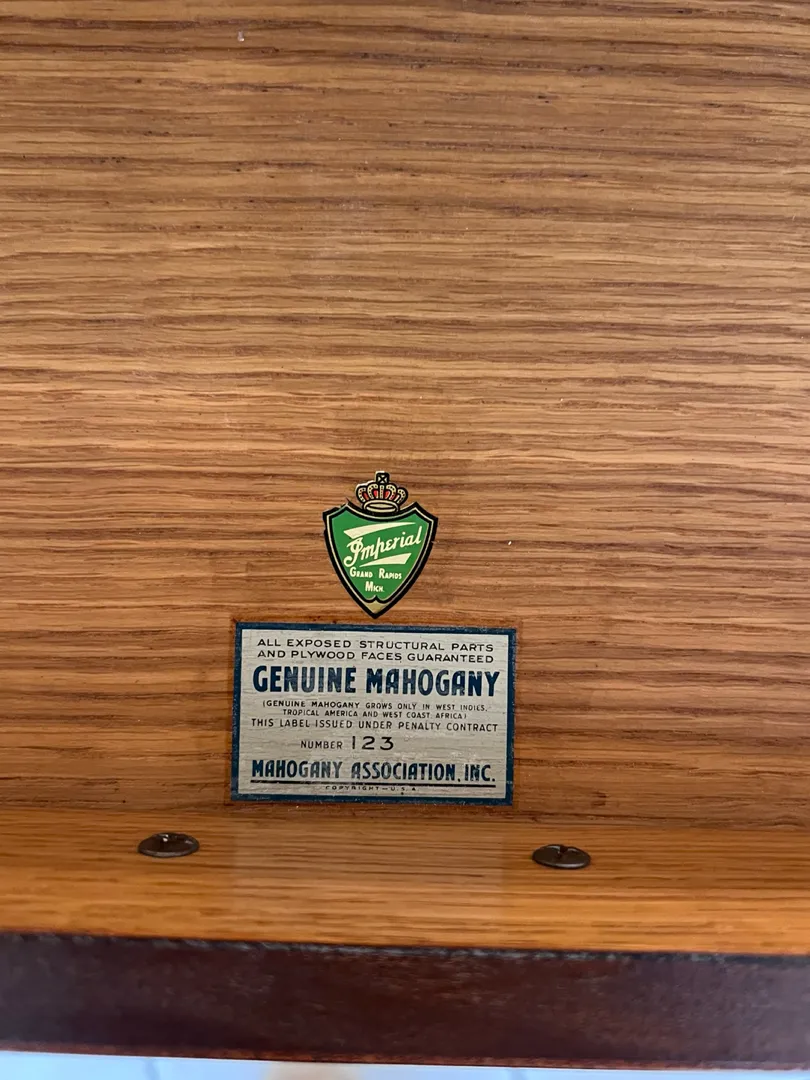 Imperial
GRAND RAPIDS
MICH.
ALL EXPOSED STRUCTURAL PARTS
AND PLYWOOD FACES GUARANTEED
GENUINE MAHOGANY
(GENUINE MAHOGANY GROWS ONLY IN WEST INDIES,
TROPICAL AMERICA AND WEST COAST AFRICA)
THIS LABEL ISSUED UNDER PENALTY CONTRACT
NUMBER 123
MAHOGANY ASSOCIATION, INC.
COPYRIGHT—U.S.A.